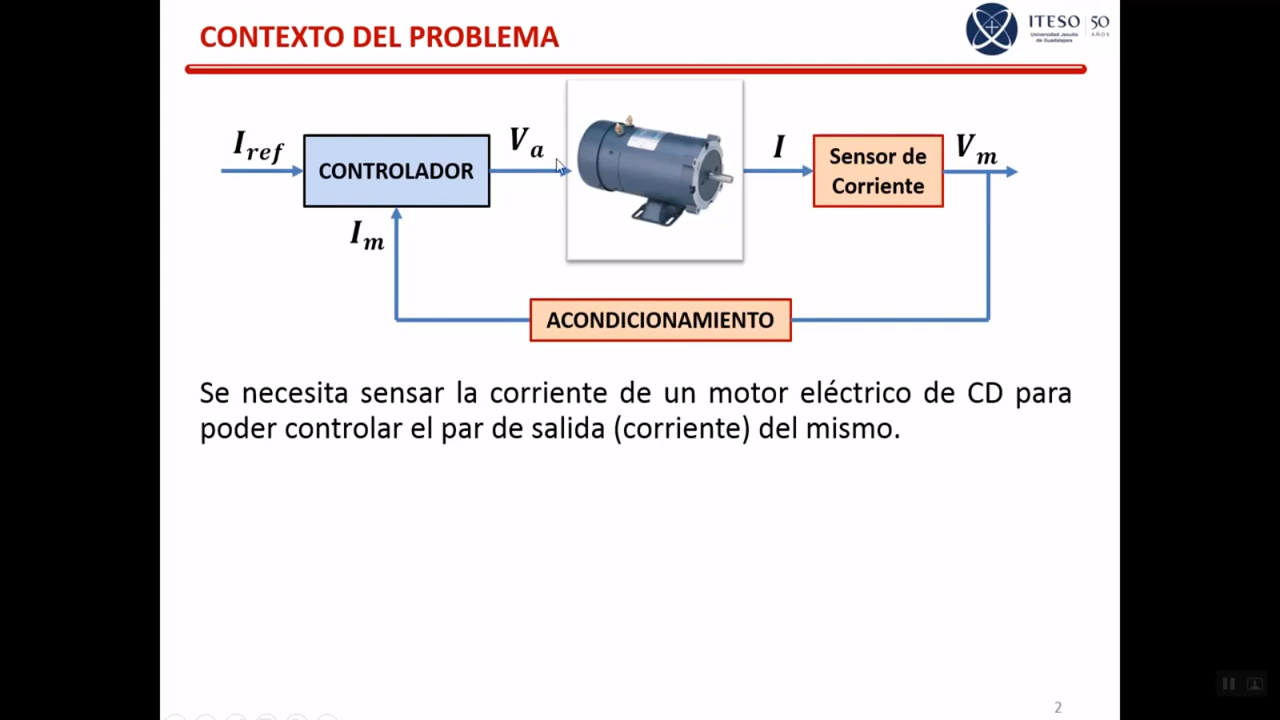 CONTEXTO DEL PROBLEMA
ITESO | 50
Universidad Jesuita
de Guadalajara
AÑOS
I_ref
CONTROLADOR
V_a
I
Sensor de
Corriente
V_m
I_m
ACONDICIONAMIENTO
Se necesita sensar la corriente de un motor eléctrico de CD para
poder controlar el par de salida (corriente) del mismo.
2